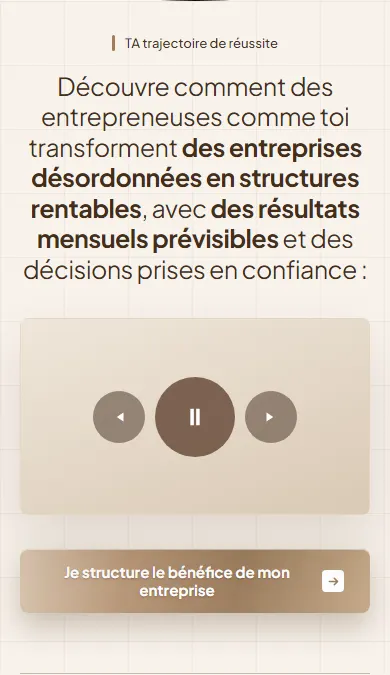 TA trajectoire de réussite
Découvre comment des
entrepreneuses comme toi
transforment des entreprises
désordonnées en structures
rentables, avec des résultats
mensuels prévisibles et des
décisions prises en confiance :
Je structure le bénéfice de mon
entreprise